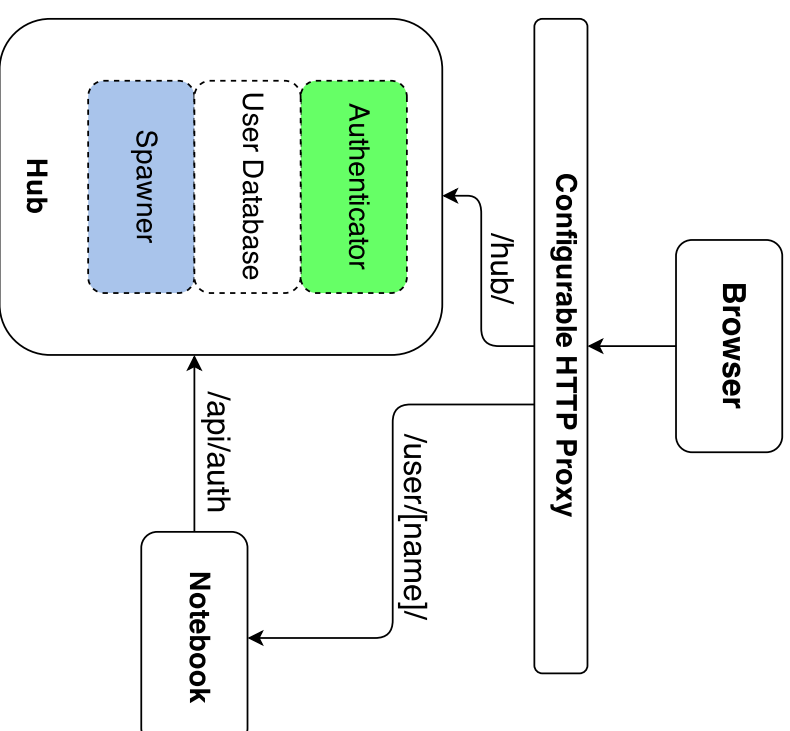 Browser
Configurable HTTP Proxy
/hub/
/user/[name]/
Authenticator
User Database
Spawner
Hub
/api/auth
Notebook